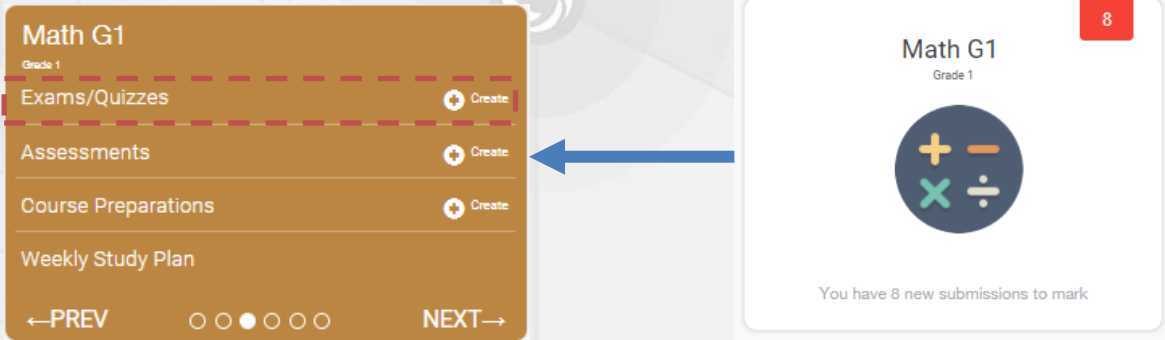 Math G1
Grade 1
Exams/Quizzes Create
Assessments Create
Course Preparations Create
Weekly Study Plan
←PREV NEXT→
8
Math G1
Grade 1
You have 8 new submissions to mark